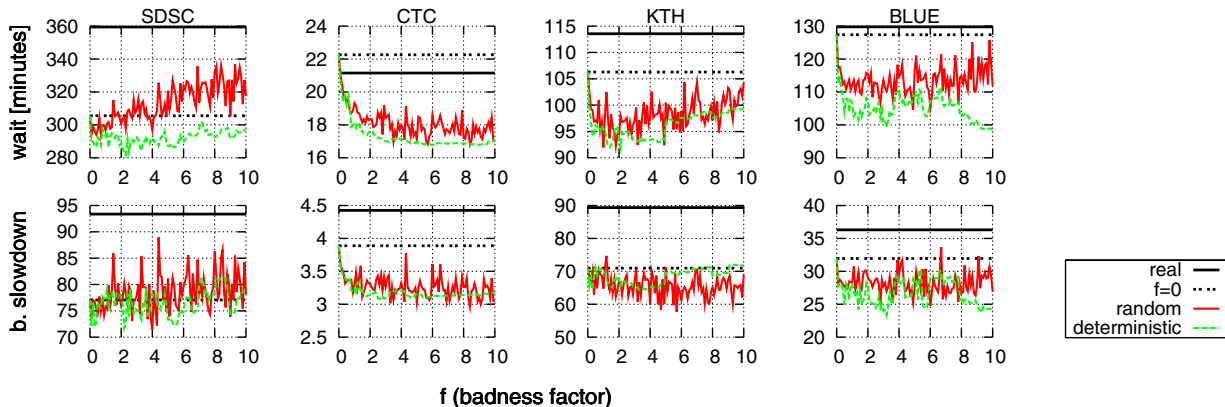 SDSC CTC KTH BLUE
wait [minutes]
360 24 115 130
340 22 110 120
320 20 105 110
300 18 100 100
280 16 95 90
90
0 2 4 6 8 10 0 2 4 6 8 10 0 2 4 6 8 10 0 2 4 6 8 10
b. slowdown
95 4.5 90 40
90 4 80 35
85 3.5 70 30
80 3 60 25
75 2.5 50 20
70
0 2 4 6 8 10 0 2 4 6 8 10 0 2 4 6 8 10 0 2 4 6 8 10
f (badness factor)
real
f=0
random
deterministic